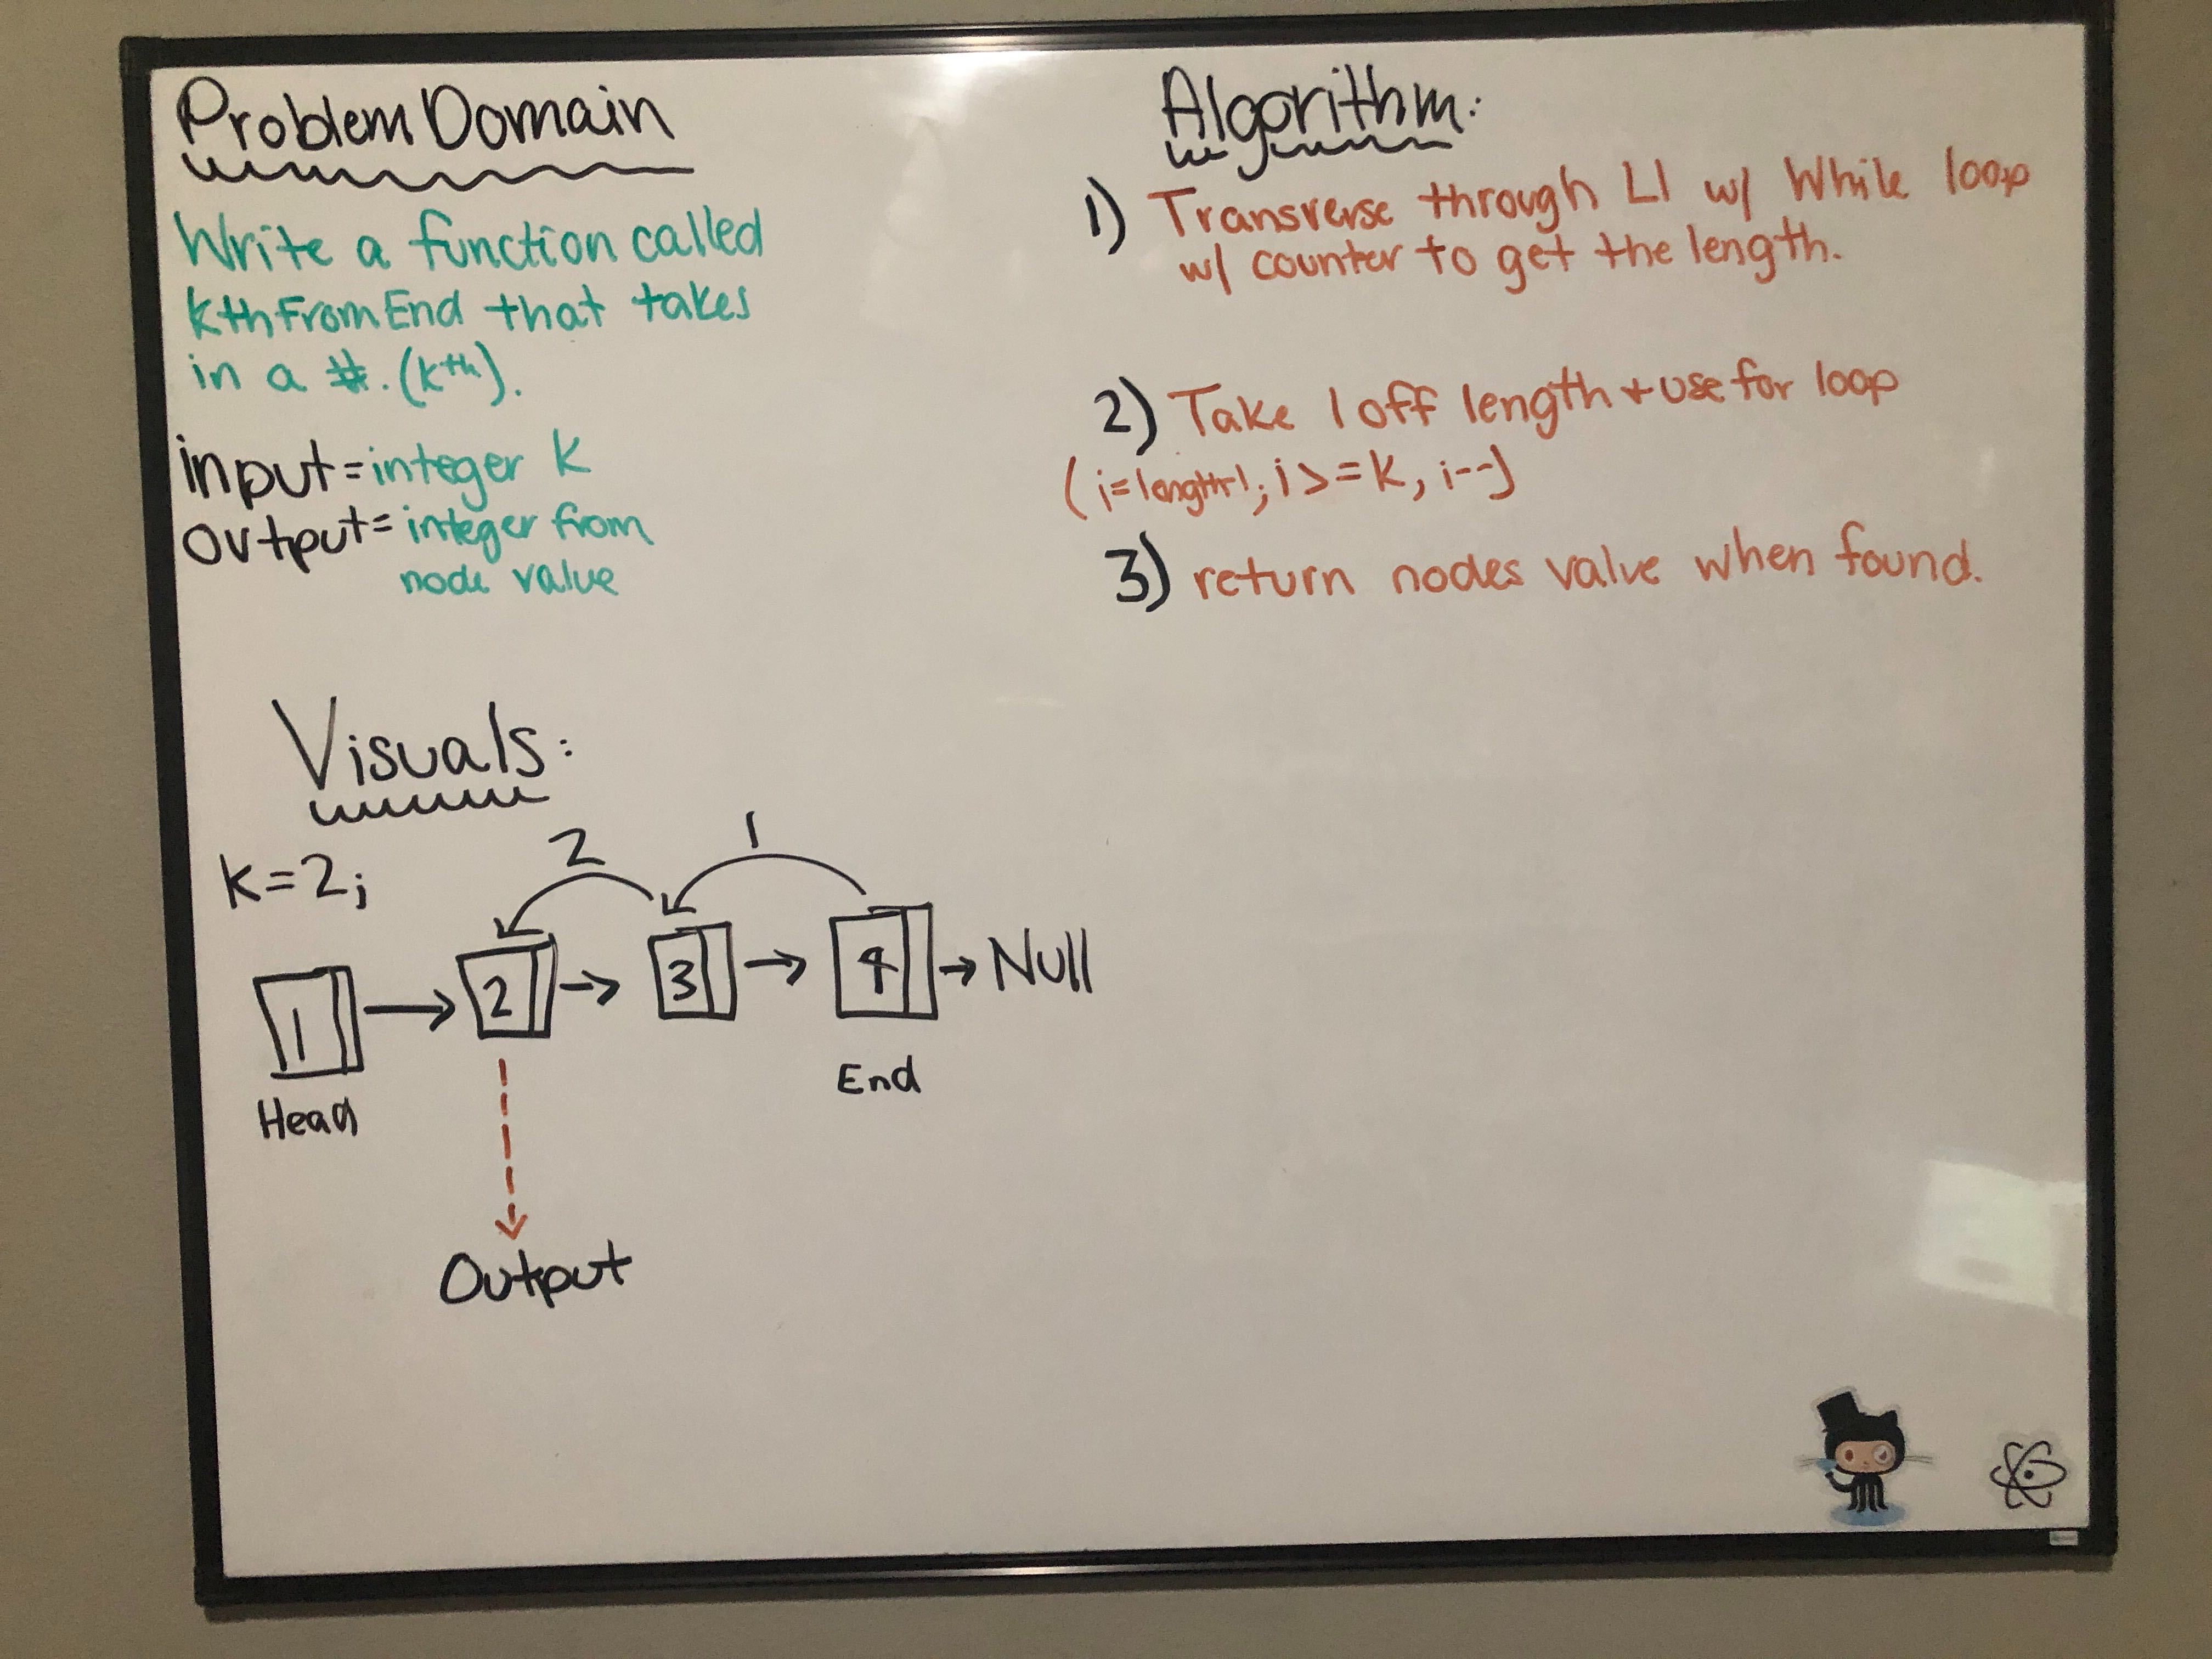 Problem Domain
Write a function called
kthFromEnd that takes
in a #. (kth).
input = integer k
Output = integer from
node value
Visuals:
k=2;
2 1
1 → 2 → 3 → 4 → Null
Head
End
Output
Algorithm:
1) Transverse through LL w/ While loop
w/ counter to get the length.
2) Take 1 off length + use for loop
(i=length-1; i>=k, i--)
3) return nodes value when found.